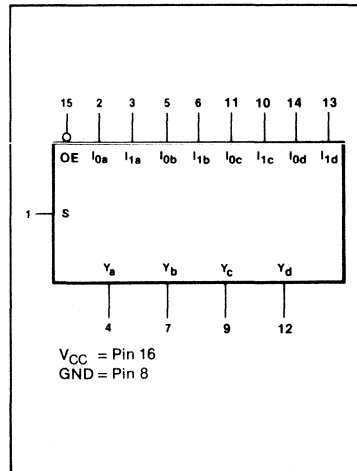 15 2 3 5 6 11 10 14 13
OE I0a I1a I0b I1b I0c I1c I0d I1d
1 S
Ya Yb Yc Yd
4 7 9 12
VCC = Pin 16
GND = Pin 8